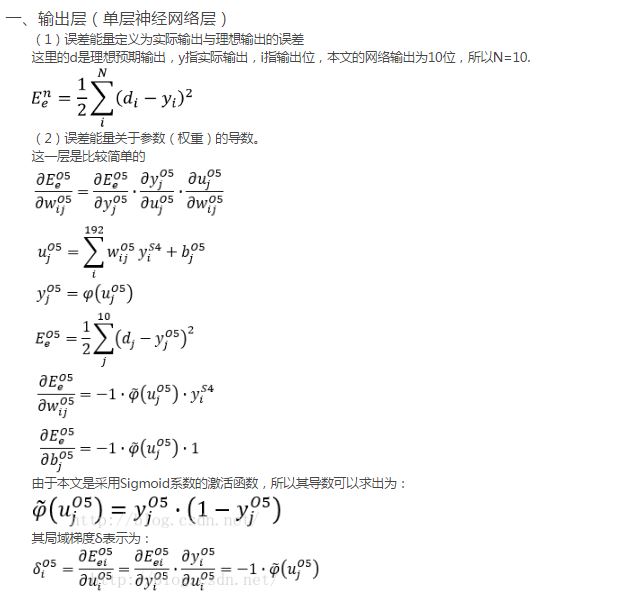 一、输出层（单层神经网络层）
（1）误差能量定义为实际输出与理想输出的误差
这里的d是理想预期输出，y指实际输出，i指输出位，本文的网络输出为10位，所以N=10.
$E_e^n = \frac{1}{2}\sum_i^N (d_i - y_i)^2$
（2）误差能量关于参数（权重）的导数。
这一层是比较简单的
$\frac{\partial E_e^{O5}}{\partial w_{ij}^{O5}} = \frac{\partial E_e^{O5}}{\partial y_j^{O5}} \cdot \frac{\partial y_j^{O5}}{\partial u_j^{O5}} \cdot \frac{\partial u_j^{O5}}{\partial w_{ij}^{O5}}$
$u_j^{O5} = \sum_i^{192} w_{ij}^{O5} y_i^{S4} + b_j^{O5}$
$y_j^{O5} = \varphi(u_j^{O5})$
$E_e^{O5} = \frac{1}{2}\sum_j^{10} (d_j - y_j^{O5})^2$
$\frac{\partial E_e^{O5}}{\partial w_{ij}^{O5}} = -1 \cdot \tilde{\varphi}(u_j^{O5}) \cdot y_i^{S4}$
$\frac{\partial E_e^{O5}}{\partial b_j^{O5}} = -1 \cdot \tilde{\varphi}(u_j^{O5}) \cdot 1$
由于本文是采用Sigmoid系数的激活函数，所以其导数可以求出为：
$\tilde{\varphi}(u_j^{O5}) = y_j^{O5} \cdot (1 - y_j^{O5})$
http://blog.csdn.net/
其局域梯度δ表示为：
$\delta_i^{O5} = \frac{\partial E_{ei}^{O5}}{\partial u_i^{O5}} = \frac{\partial E_{ei}^{O5}}{\partial y_i^{O5}} \cdot \frac{\partial y_i^{O5}}{\partial u_i^{O5}} = -1 \cdot \tilde{\varphi}(u_j^{O5})$
http://blog.csdn.net/